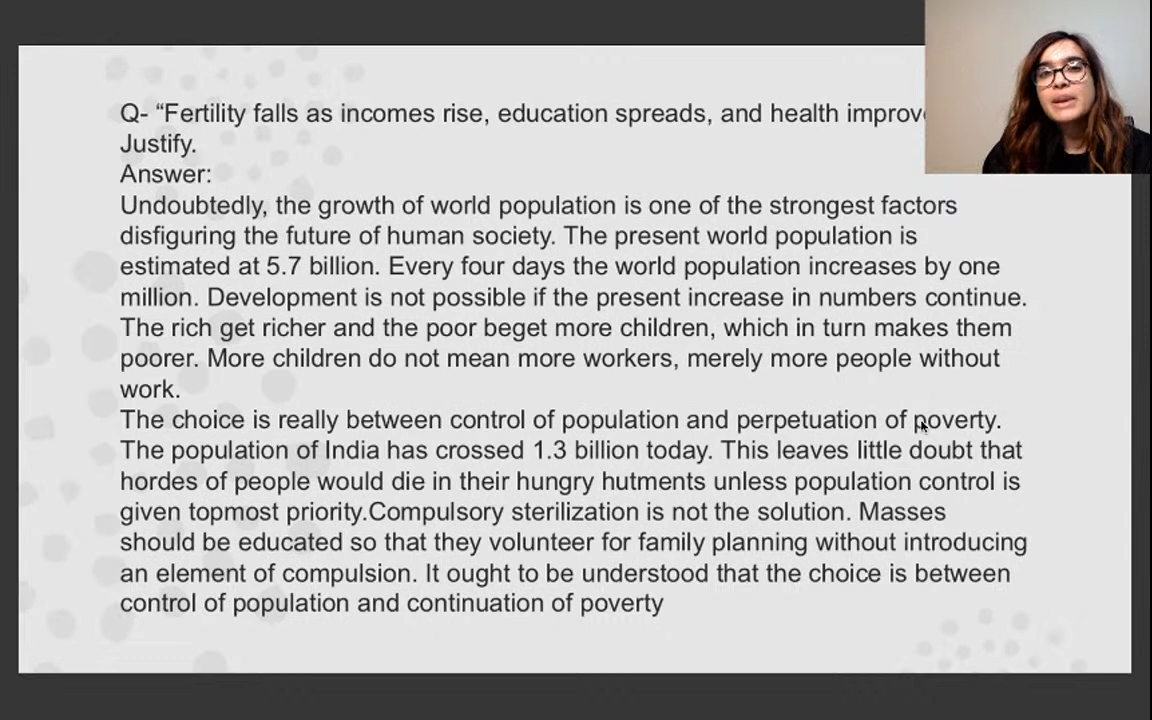 Q- “Fertility falls as incomes rise, education spreads, and health
Justify.
Answer:
Undoubtedly, the growth of world population is one of the strongest factors
disfiguring the future of human society. The present world population is
estimated at 5.7 billion. Every four days the world population increases by one
million. Development is not possible if the present increase in numbers continue.
The rich get richer and the poor beget more children, which in turn makes them
poorer. More children do not mean more workers, merely more people without
work.
The choice is really between control of population and perpetuation of poverty.
The population of India has crossed 1.3 billion today. This leaves little doubt that
hordes of people would die in their hungry hutments unless population control is
given topmost priority.Compulsory sterilization is not the solution. Masses
should be educated so that they volunteer for family planning without introducing
an element of compulsion. It ought to be understood that the choice is between
control of population and continuation of poverty